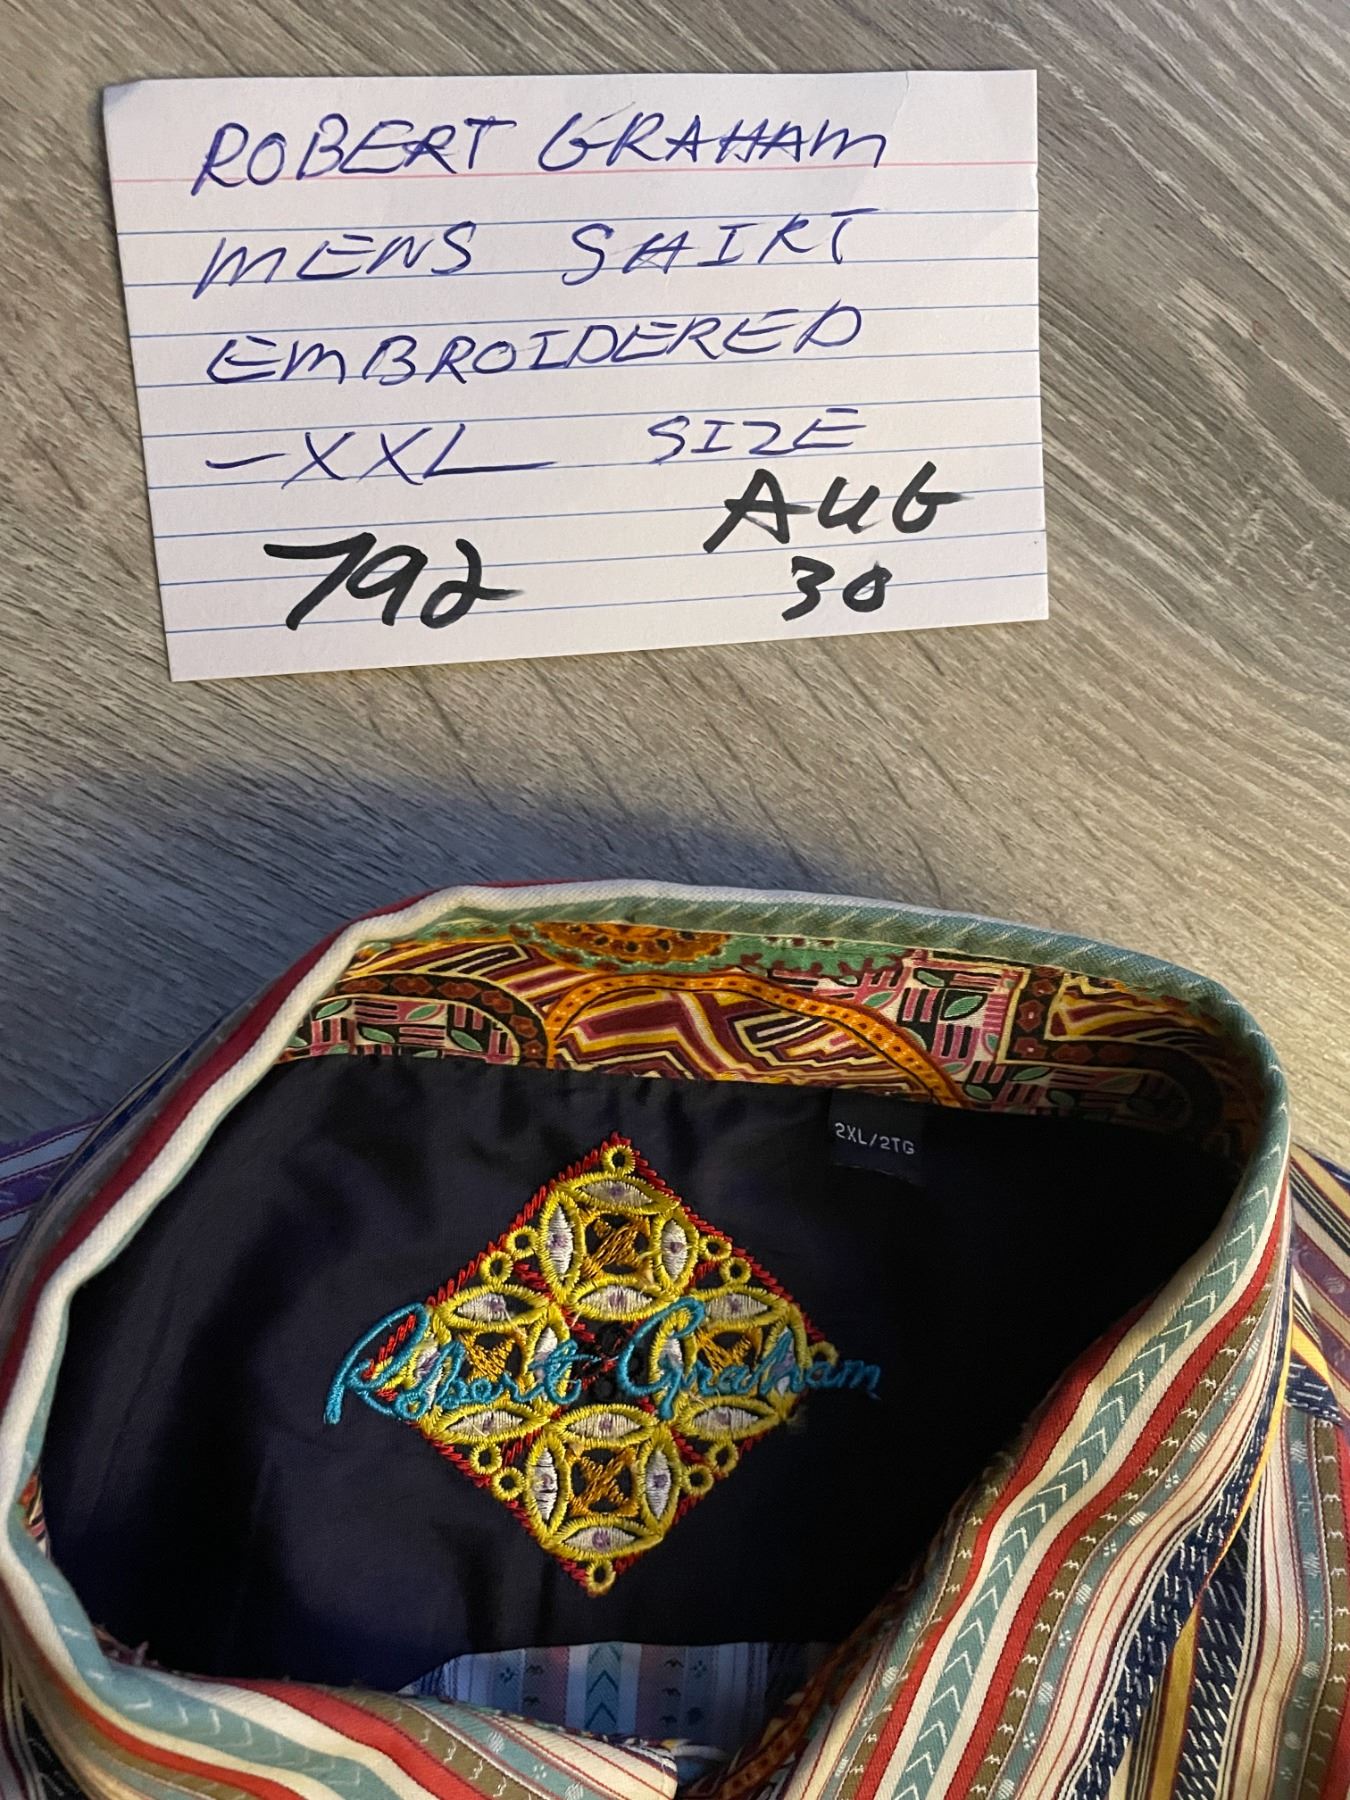 ROBERT GRAHAM
MENS SHIRT
EMBROIDERED
-XXL SIZE
AUG
792 30
2XL/2TG
Robert Graham